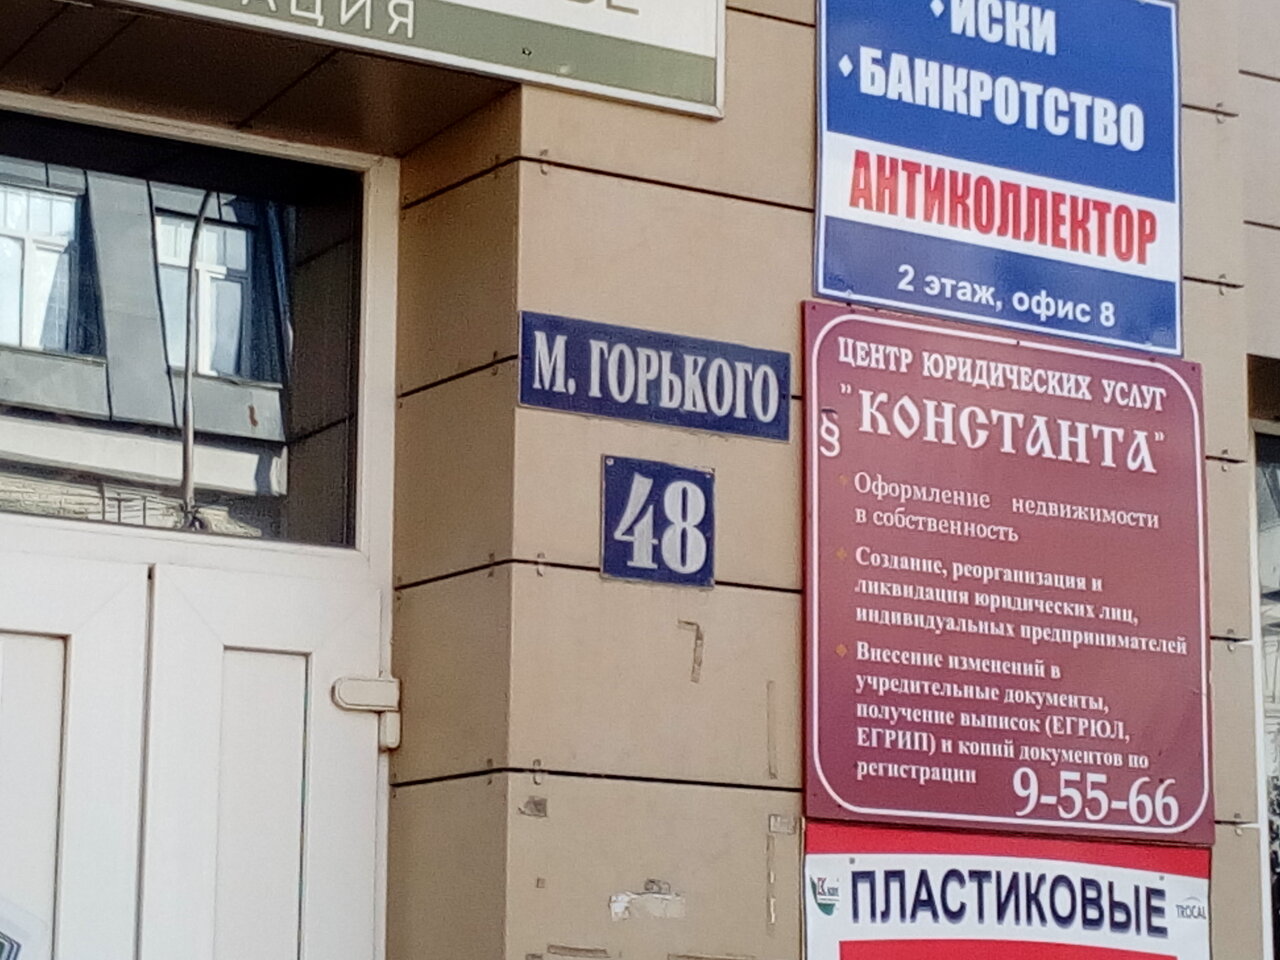 АЦИЯ
ИСКИ
БАНКРОТСТВО
АНТИКОЛЛЕКТОР
2 этаж, офис 8
М. ГОРЬКОГО
48
ЦЕНТР ЮРИДИЧЕСКИХ УСЛУГ
§ "КОНСТАНТА"
Оформление недвижимости
в собственность
Создание, реорганизация и
ликвидация юридических лиц,
индивидуальных предпринимателей
Внесение изменений в
учредительные документы,
получение выписок (ЕГРЮЛ,
ЕГРИП) и копий документов по
регистрации
9-55-66
ПЛАСТИКОВЫЕ
TROCAL